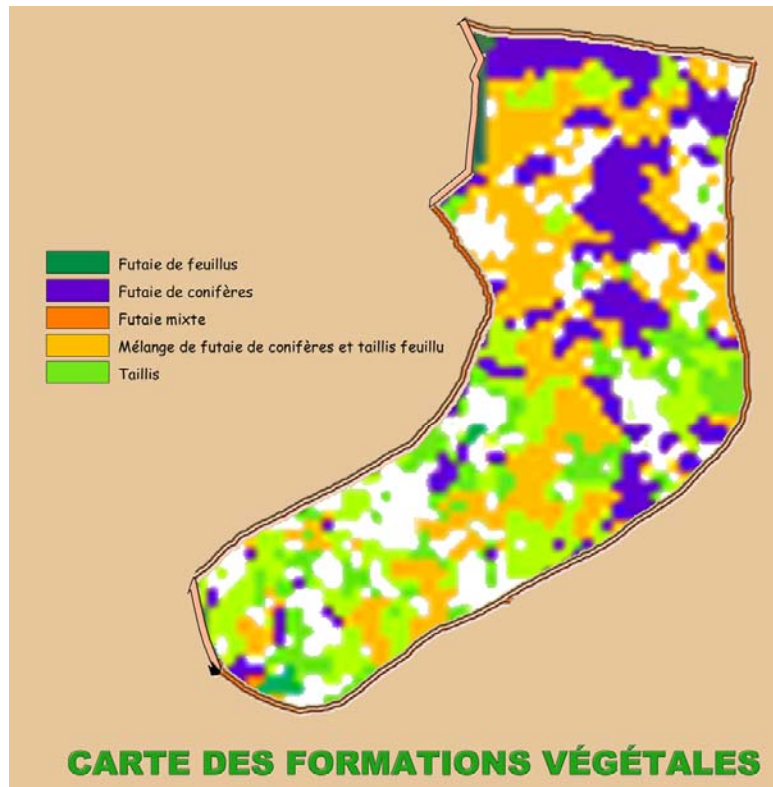 Futaie de feuillus
Futaie de conifères
Futaie mixte
Mélange de futaie de conifères et taillis feuillu
Taillis
CARTE DES FORMATIONS VÉGÉTALES